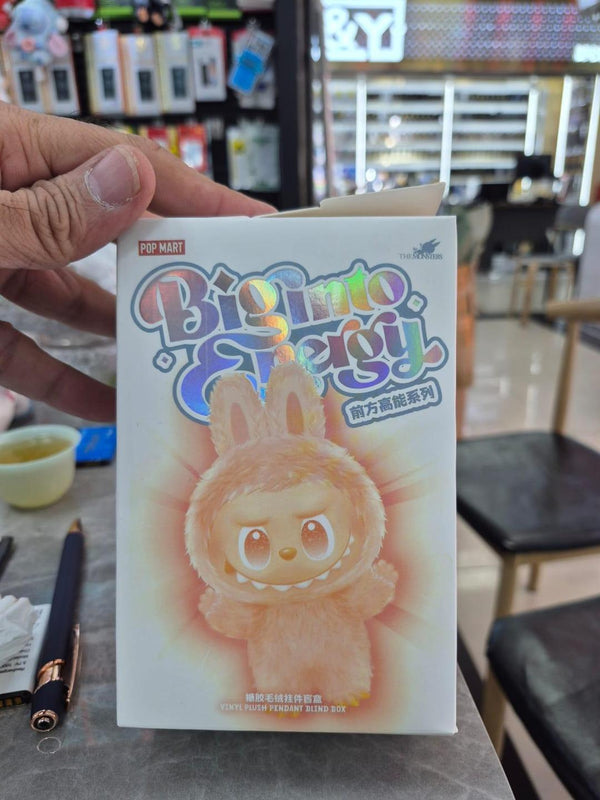 &Y
POP MART
THE MONSTERS
Big into
Energy
前方高能系列
搪胶毛绒挂件盲盒
VINYL PLUSH PENDANT BLIND BOX